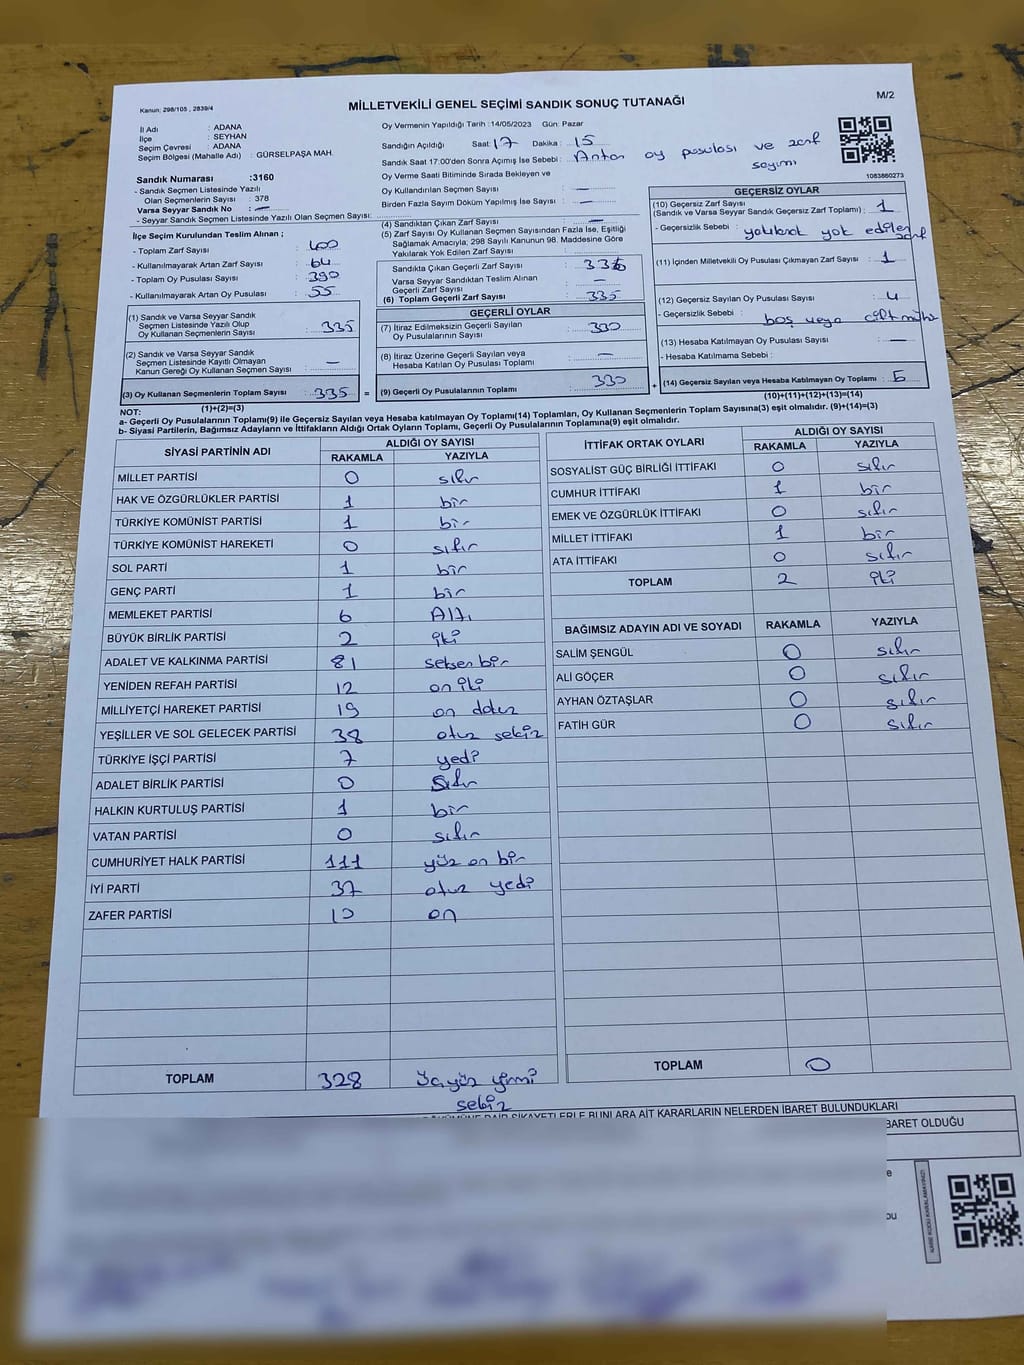 Kanun: 298/105 , 2839/4
MİLLETVEKİLİ GENEL SEÇİMİ SANDIK SONUÇ TUTANAĞI
M/2
İl Adı : ADANA
İlçe : SEYHAN
Seçim Çevresi : ADANA
Seçim Bölgesi (Mahalle Adı) : GÜRSELPAŞA MAH.
Sandık Numarası :3160
- Sandık Seçmen Listesinde Yazılı
Olan Seçmenlerin Sayısı : 378
Varsa Seyyar Sandık No : —
- Seyyar Sandık Seçmen Listesinde Yazılı Olan Seçmen Sayısı:
Oy Vermenin Yapıldığı Tarih :14/05/2023 Gün: Pazar
Sandığın Açıldığı Saat: 17 Dakika : 15
Sandık Saat 17.00'den Sonra Açımış İse Sebebi : Artan oy pusulası ve zarf
sayımı
Oy Verme Saati Bitiminde Sırada Bekleyen ve
Oy Kullandırılan Seçmen Sayısı : —
Birden Fazla Sayım Döküm Yapılmış İse Sayısı : —
1083860273
İlçe Seçim Kurulundan Teslim Alınan ;
- Toplam Zarf Sayısı : 400
- Kullanılmayarak Artan Zarf Sayısı : 64
- Toplam Oy Pusulası Sayısı : 390
- Kullanılmayarak Artan Oy Pusulası : 55
(1) Sandık ve Varsa Seyyar Sandık
Seçmen Listesinde Yazılı Olup
Oy Kullanan Seçmenlerin Sayısı : 335
(2) Sandık ve Varsa Seyyar Sandık
Seçmen Listesinde Kayıtlı Olmayan
Kanun Gereği Oy Kullanan Seçmen Sayısı : —
(3) Oy Kullanan Seçmenlerin Toplam Sayısı : 335 =
(1)+(2)=(3)
(4) Sandıktan Çıkan Zarf Sayısı : —
(5) Zarf Sayısı Oy Kullanan Seçmen Sayısından Fazla İse, Eşitliği
Sağlamak Amacıyla, 298 Sayılı Kanunun 98. Maddesine Göre
Yakılarak Yok Edilen Zarf Sayısı :
Sandıkta Çıkan Geçerli Zarf Sayısı :
Varsa Seyyar Sandıktan Teslim Alınan
Geçerli Zarf Sayısı : —
(6) Toplam Geçerli Zarf Sayısı : 335
GEÇERLİ OYLAR
(7) İtiraz Edilmeksizin Geçerli Sayılan
Oy Pusulalarının Sayısı : 330
(8) İtiraz Üzerine Geçerli Sayılan veya
Hesaba Katılan Oy Pusulası Toplamı : —
(9) Geçerli Oy Pusulalarının Toplamı : 330 +
GEÇERSİZ OYLAR
(10) Geçersiz Zarf Sayısı
(Sandık ve Varsa Seyyar Sandık Geçersiz Zarf Toplamı) : 1
- Geçersizlik Sebebi : yakılarak yok edilen zarf
(11) İçinden Milletvekili Oy Pusulası Çıkmayan Zarf Sayısı : 1
(12) Geçersiz Sayılan Oy Pusulası Sayısı : 4
- Geçersizlik Sebebi : boş veya çift mühür
(13) Hesaba Katılmayan Oy Pusulası Sayısı : —
- Hesaba Katılmama Sebebi :
(14) Geçersiz Sayılan veya Hesaba Katılmayan Oy Toplamı :
(10)+(11)+(12)+(13)=(14)
NOT:
a- Geçerli Oy Pusulalarının Toplamı(9) ile Geçersiz Sayılan veya Hesaba katılmayan Oy Toplamı(14) Toplamları, Oy Kullanan Seçmenlerin Toplam Sayısına(3) eşit olmalıdır. (9)+(14)=(3)
b- Siyasi Partilerin, Bağımsız Adayların ve İttifakların Aldığı Ortak Oyların Toplamı, Geçerli Oy Pusulalarının Toplamına(9) eşit olmalıdır.
SİYASİ PARTİNİN ADI ALDIĞI OY SAYISI
RAKAMLA YAZIYLA
MİLLET PARTİSİ 0 sıfır
HAK VE ÖZGÜRLÜKLER PARTİSİ 1 bir
TÜRKİYE KOMÜNİST PARTİSİ 1 bir
TÜRKİYE KOMÜNİST HAREKETİ 0 sıfır
SOL PARTİ 1 bir
GENÇ PARTİ 1 bir
MEMLEKET PARTİSİ 6 Altı
BÜYÜK BİRLİK PARTİSİ 2 iki
ADALET VE KALKINMA PARTİSİ 81 seksen bir
YENİDEN REFAH PARTİSİ 12 on iki
MİLLİYETÇİ HAREKET PARTİSİ 19 on dokuz
YEŞİLLER VE SOL GELECEK PARTİSİ 38 otuz sekiz
TÜRKİYE İŞÇİ PARTİSİ 7 yedi
ADALET BİRLİK PARTİSİ 0 sıfır
HALKIN KURTULUŞ PARTİSİ 1 bir
VATAN PARTİSİ 0 sıfır
CUMHURİYET HALK PARTİSİ 111 yüz on bir
İYİ PARTİ 37 otuz yedi
ZAFER PARTİSİ 10 on
TOPLAM 328 üçyüz yirmi
sekiz
İTTİFAK ORTAK OYLARI ALDIĞI OY SAYISI
RAKAMLA YAZIYLA
SOSYALİST GÜÇ BİRLİĞİ İTTİFAKI 0 sıfır
CUMHUR İTTİFAKI 1 bir
EMEK VE ÖZGÜRLÜK İTTİFAKI 0 sıfır
MİLLET İTTİFAKI 1 bir
ATA İTTİFAKI 0 sıfır
TOPLAM 2 iki
BAĞIMSIZ ADAYIN ADI VE SOYADI RAKAMLA YAZIYLA
SALİM ŞENGÜL 0 sıfır
ALİ GÖÇER 0 sıfır
AYHAN ÖZTAŞLAR 0 sıfır
FATİH GÜR 0 sıfır
TOPLAM 0
ŞİKAYETLERLE BUNLARA AİT KARARLARIN NELERDEN İBARET BULUNDUKLARI
BARET OLDUĞU